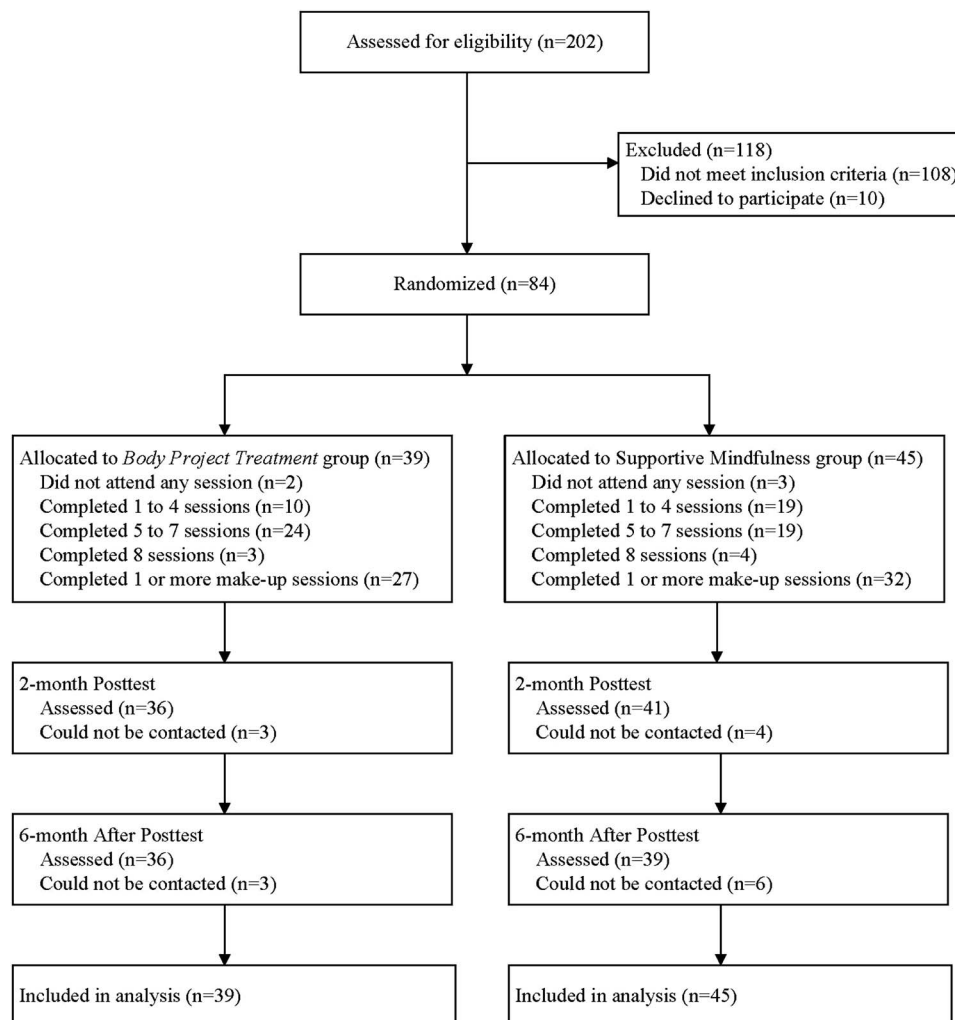 Assessed for eligibility (n=202)
Excluded (n=118)
Did not meet inclusion criteria (n=108)
Declined to participate (n=10)
Randomized (n=84)
Allocated to Body Project Treatment group (n=39)
Did not attend any session (n=2)
Completed 1 to 4 sessions (n=10)
Completed 5 to 7 sessions (n=24)
Completed 8 sessions (n=3)
Completed 1 or more make-up sessions (n=27)
Allocated to Supportive Mindfulness group (n=45)
Did not attend any session (n=3)
Completed 1 to 4 sessions (n=19)
Completed 5 to 7 sessions (n=19)
Completed 8 sessions (n=4)
Completed 1 or more make-up sessions (n=32)
2-month Posttest
Assessed (n=36)
Could not be contacted (n=3)
2-month Posttest
Assessed (n=41)
Could not be contacted (n=4)
6-month After Posttest
Assessed (n=36)
Could not be contacted (n=3)
6-month After Posttest
Assessed (n=39)
Could not be contacted (n=6)
Included in analysis (n=39)
Included in analysis (n=45)